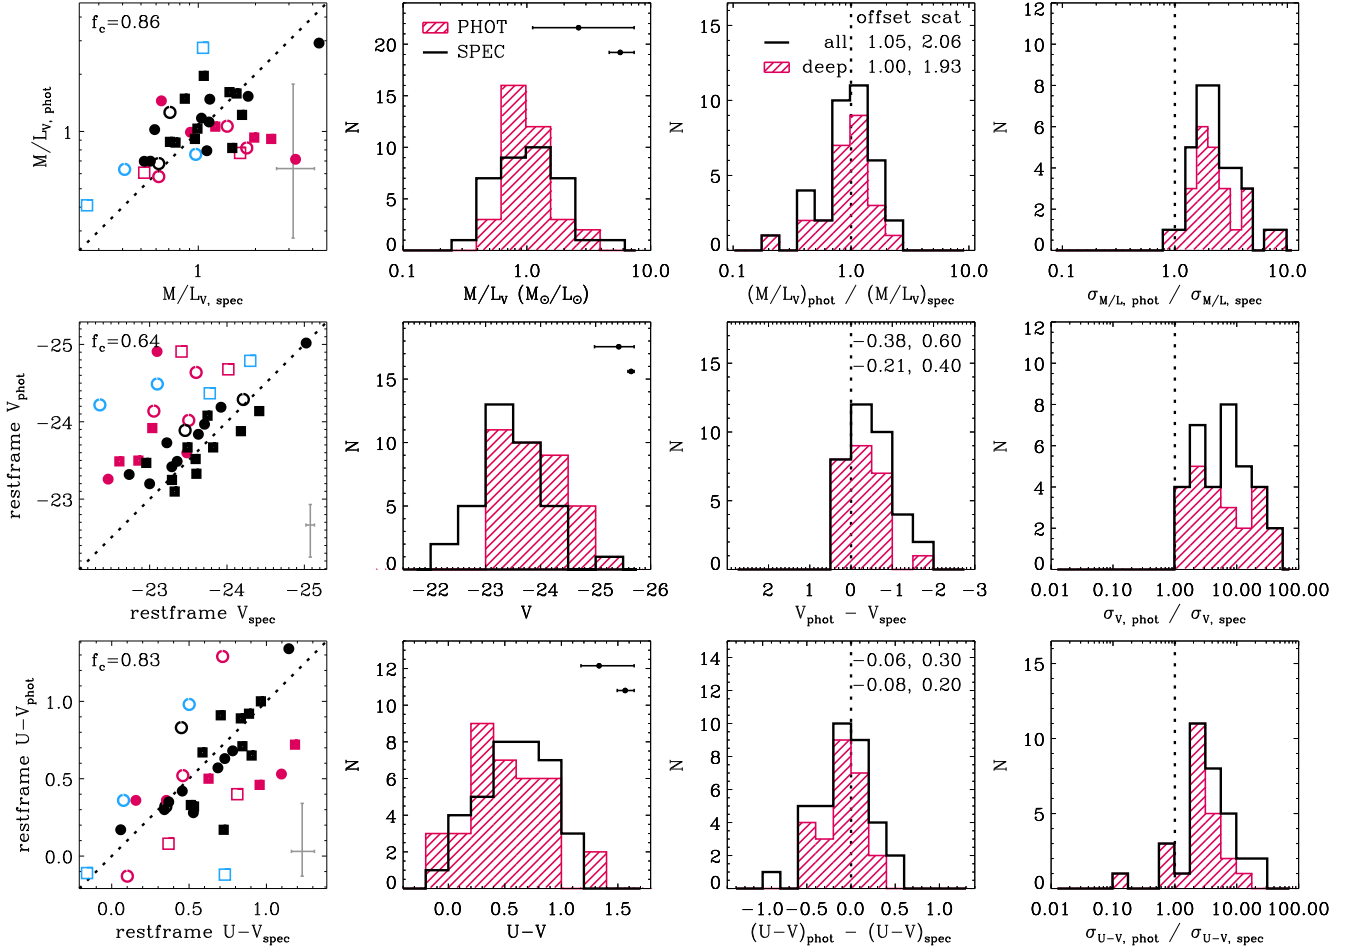 f_c=0.86
M/L_V, phot
1
1
M/L_V, spec
PHOT
SPEC
N
20
15
10
5
0
0.1 1.0 10.0
M/L_V (M⊙/L⊙)
offset scat
all 1.05, 2.06
deep 1.00, 1.93
N
15
10
5
0
0.1 1.0 10.0
(M/L_V)_phot / (M/L_V)_spec
N
12
10
8
6
4
2
0
0.1 1.0 10.0
σ_M/L, phot / σ_M/L, spec
f_c=0.64
restframe V_phot
−25
−24
−23
−23 −24 −25
restframe V_spec
N
20
15
10
5
0
−22 −23 −24 −25 −26
V
−0.38, 0.60
−0.21, 0.40
N
15
10
5
0
2 1 0 −1 −2 −3
V_phot − V_spec
N
12
10
8
6
4
2
0
0.01 0.10 1.00 10.00 100.00
σ_V, phot / σ_V, spec
f_c=0.83
restframe U−V_phot
1.0
0.5
0.0
0.0 0.5 1.0
restframe U−V_spec
N
12
10
8
6
4
2
0
0.0 0.5 1.0 1.5
U−V
−0.06, 0.30
−0.08, 0.20
N
14
12
10
8
6
4
2
0
−1.0 −0.5 0.0 0.5 1.0
(U−V)_phot − (U−V)_spec
N
15
10
5
0
0.01 0.10 1.00 10.00 100.00
σ_U−V, phot / σ_U−V, spec